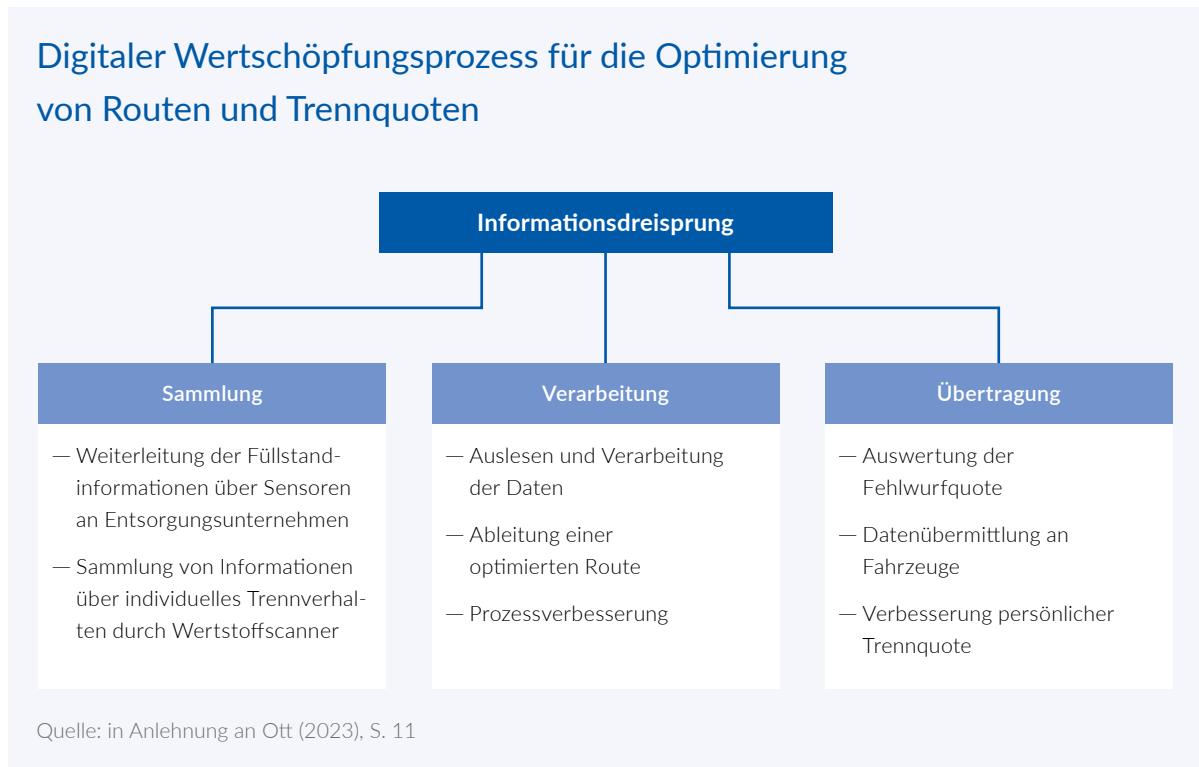 Digitaler Wertschöpfungsprozess für die Optimierung
von Routen und Trennquoten
Informationsdreisprung
Sammlung
— Weiterleitung der Füllstand-
informationen über Sensoren
an Entsorgungsunternehmen
— Sammlung von Informationen
über individuelles Trennverhal-
ten durch Wertstoffscanner
Verarbeitung
— Auslesen und Verarbeitung
der Daten
— Ableitung einer
optimierten Route
— Prozessverbesserung
Übertragung
— Auswertung der
Fehlwurfquote
— Datenübermittlung an
Fahrzeuge
— Verbesserung persönlicher
Trennquote
Quelle: in Anlehnung an Ott (2023), S. 11